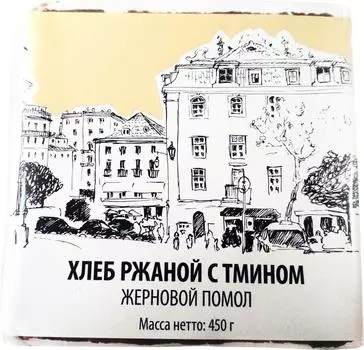 ХЛЕБ РЖАНОЙ С ТМИНОМ
ЖЕРНОВОЙ ПОМОЛ
Масса нетто: 450 г